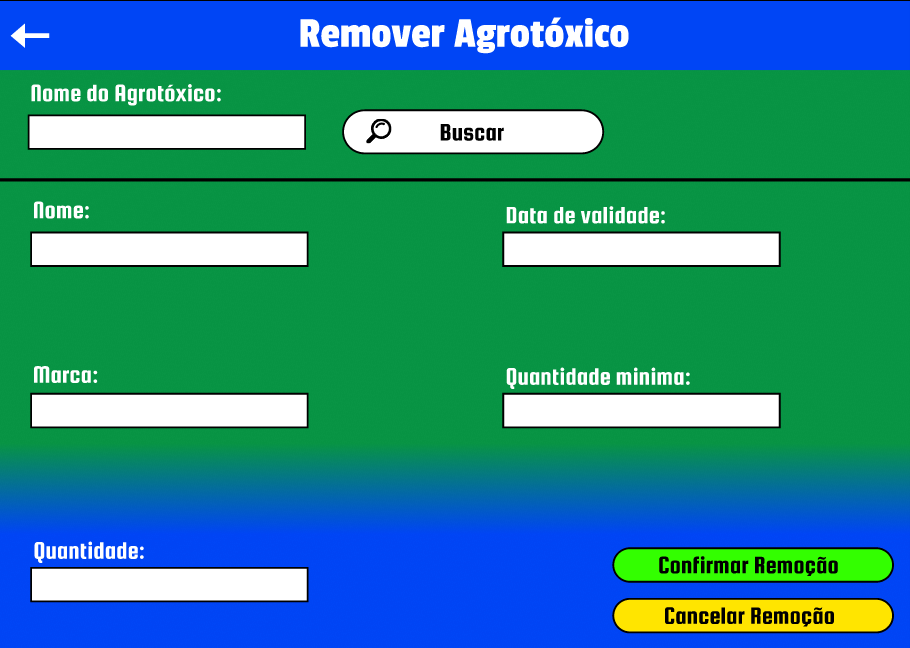 Remover Agrotóxico
Nome do Agrotóxico:
Buscar
Nome:
Data de validade:
Marca:
Quantidade minima:
Quantidade:
Confirmar Remoção
Cancelar Remoção